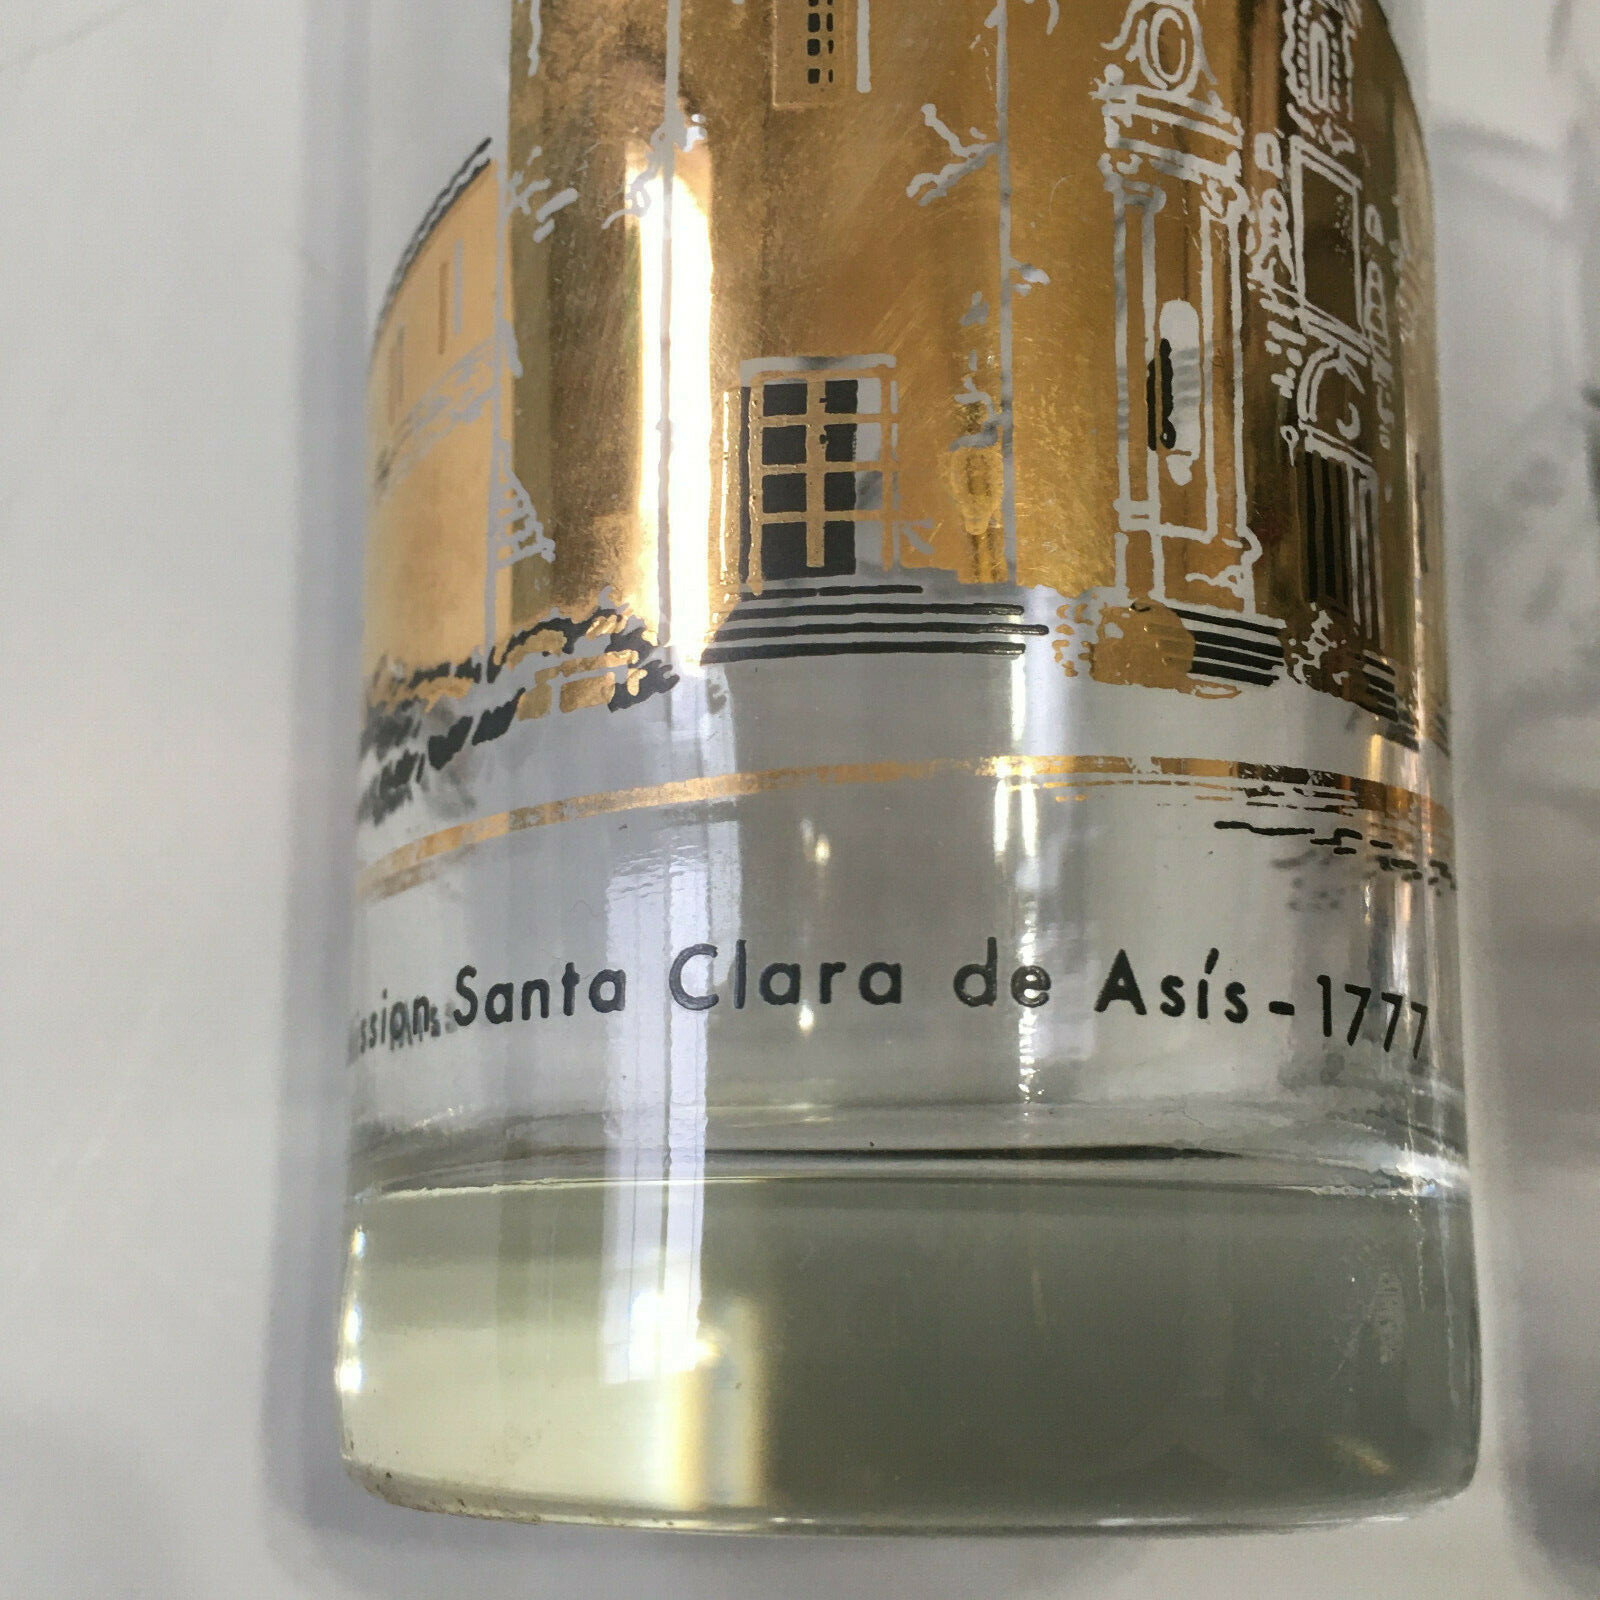 Mission Santa Clara de Asís - 1777